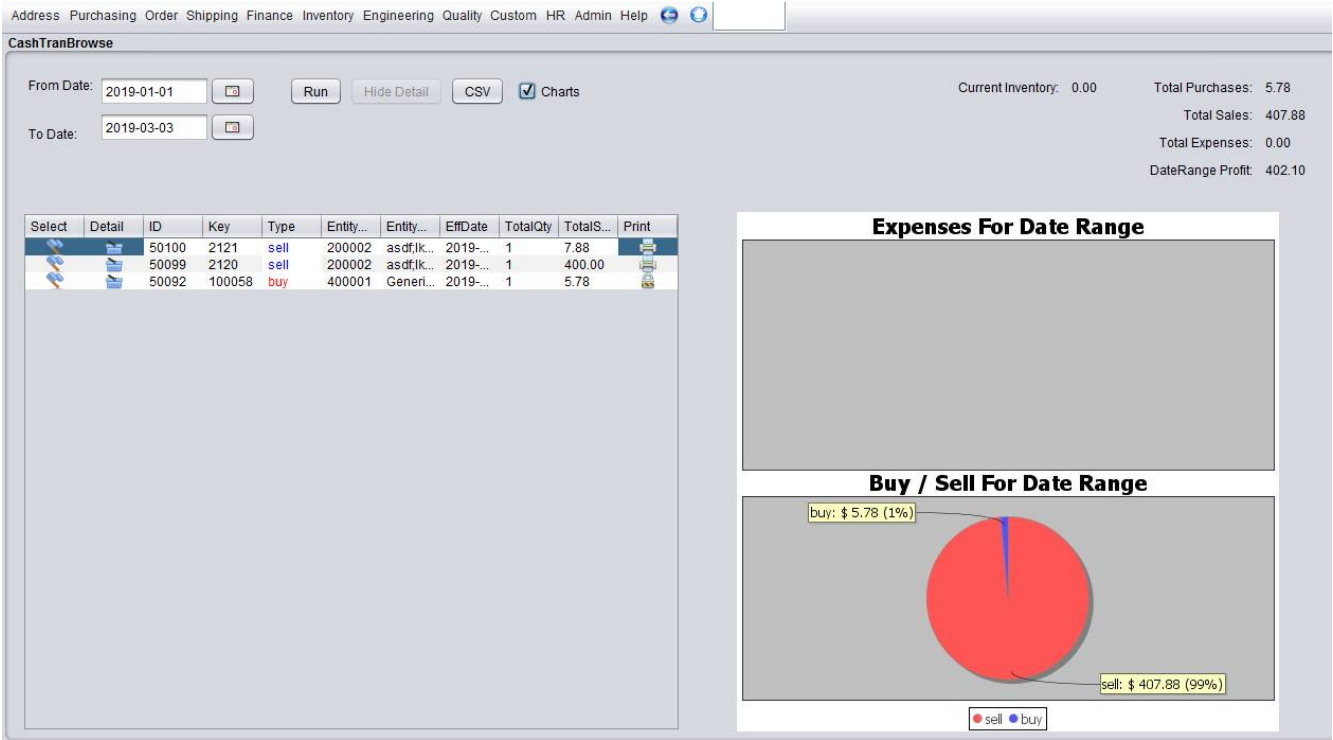 Address Purchasing Order Shipping Finance Inventory Engineering Quality Custom HR Admin Help
CashTranBrowse
From Date: 2019-01-01 Run Hide Detail CSV Charts Current Inventory: 0.00 Total Purchases: 5.78
To Date: 2019-03-03 Total Sales: 407.88
Total Expenses: 0.00
DateRange Profit: 402.10
Select Detail ID Key Type Entity... Entity... EffDate TotalQty TotalS... Print
50100 2121 sell 200002 asdf;lk... 2019-... 1 7.88
50099 2120 sell 200002 asdf;lk... 2019-... 1 400.00
50092 100058 buy 400001 Generi... 2019-... 1 5.78
Expenses For Date Range
Buy / Sell For Date Range
buy: $ 5.78 (1%)
sell: $ 407.88 (99%)
sell buy